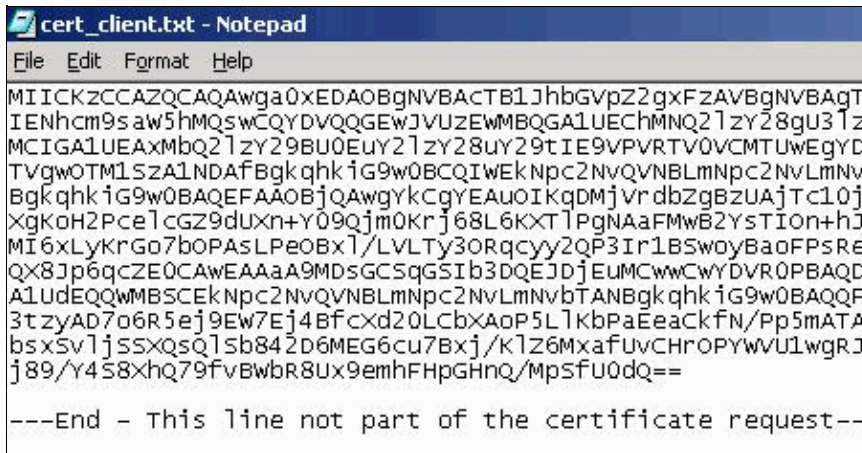 cert_client.txt - Notepad
File Edit Format Help
MIICKzCCAZQCAQAwga0xEDAOBgNVBAcTB1JhbGVpZ2gxFzAVBgNVBAgT
IENhcm9saW5hMQswCQYDVQQGEwJVUzEWMBQGA1UEChMNQ2lzY28gU3lz
MCIGA1UEAxMbQ2lzY29BU0EuY2lzY28uY29tIE9VPVRTV0VCMTUwEgYD
TVgwOTM1SzA1NDAfBgkqhkiG9w0BCQIWEkNpc2NvQVNBLmNpc2NvLmNv
BgkqhkiG9w0BAQEFAAOBjQAwgYkCgYEAuOIKqDMjVrdbZgBzUAjTc10j
XgKoH2PcelcGZ9dUXn+Y09Qjm0Krj68L6KXTlPgNAaFMwB2YsTIOn+hJ
MI6xLyKrGo7bOPAsLPeOBxl/LVLTy3ORqcyy2QP3Ir1BSwoyBaoFPsRe
QX8Jp6qcZE0CAwEAAaA9MDsGCSqGSIb3DQEJDjEuMCwwCwYDVR0PBAQD
A1UdEQQWMBSCEkNpc2NvQVNBLmNpc2NvLmNvbTANBgkqhkiG9w0BAQQF
3tzyAD7o6R5ej9EW7Ej4BfcXd20LCbXAoP5LlKbPaEeaCkfN/Pp5mATA
bsxSvljSSXQsQlSb842D6MEG6cu7Bxj/KlZ6MxafUvCHrOPYWVU1wgRJ
j89/Y4S8XhQ79fvBWbR8Ux9emhFHpGHnQ/MpSfU0dQ==
---End - This line not part of the certificate request--